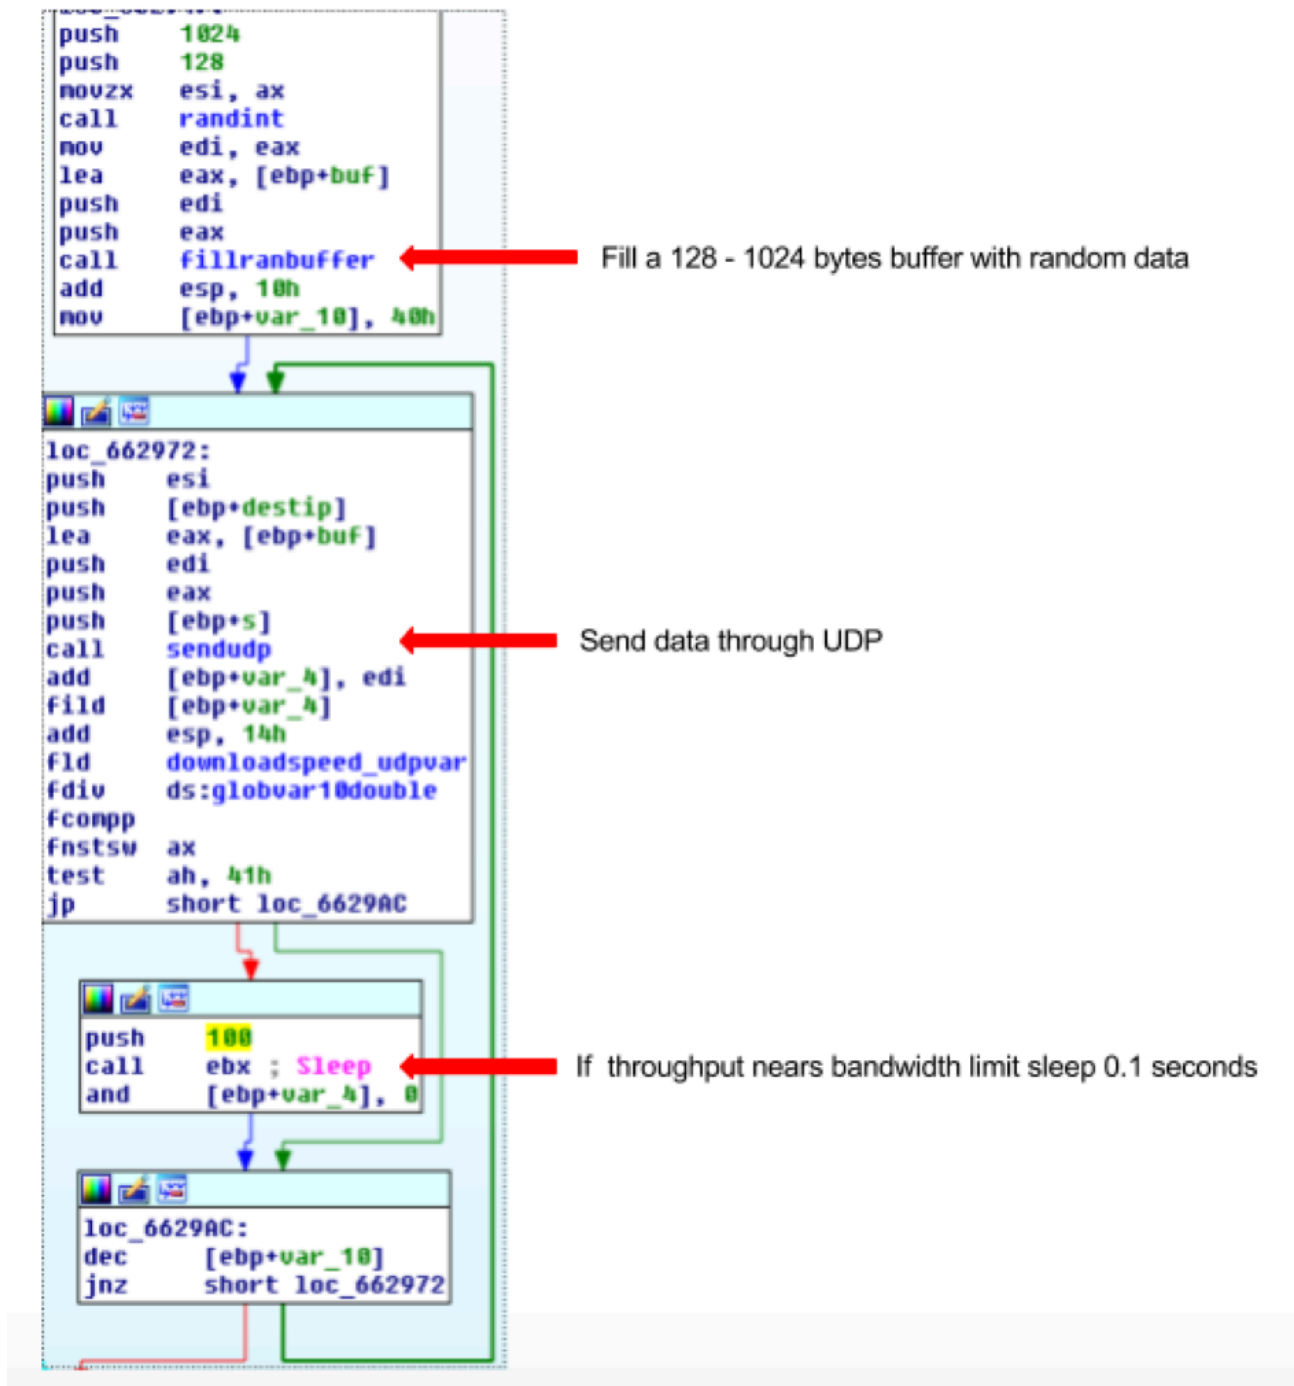 push 1024
push 128
movzx esi, ax
call randint
mov edi, eax
lea eax, [ebp+buf]
push edi
push eax
call fillranbuffer
Fill a 128 - 1024 bytes buffer with random data
add esp, 10h
mov [ebp+var_10], 40h
loc_662972:
push esi
push [ebp+destip]
lea eax, [ebp+buf]
push edi
push eax
push [ebp+s]
call sendudp
Send data through UDP
add [ebp+var_4], edi
fild [ebp+var_4]
add esp, 14h
fld downloadspeed_udpvar
fdiv ds:globvar10double
fcompp
fnstsw ax
test ah, 41h
jp short loc_6629AC
push 100
call ebx ; Sleep
If throughput nears bandwidth limit sleep 0.1 seconds
and [ebp+var_4], 0
loc_6629AC:
dec [ebp+var_10]
jnz short loc_662972